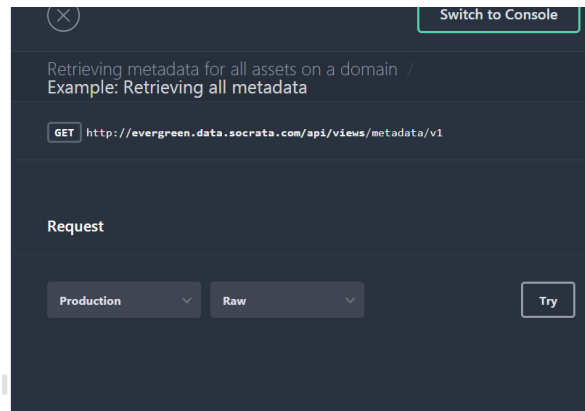 Switch to Console
Retrieving metadata for all assets on a domain /
Example: Retrieving all metadata
GET http://evergreen.data.socrata.com/api/views/metadata/v1
Request
Production Raw Try